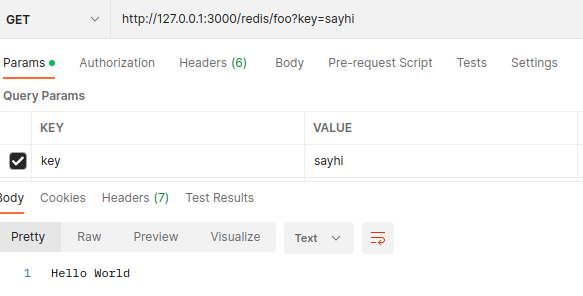 GET http://127.0.0.1:3000/redis/foo?key=sayhi
Params Authorization Headers (6) Body Pre-request Script Tests Settings
Query Params
KEY VALUE
key sayhi
Body Cookies Headers (7) Test Results
Pretty Raw Preview Visualize Text
1 Hello World